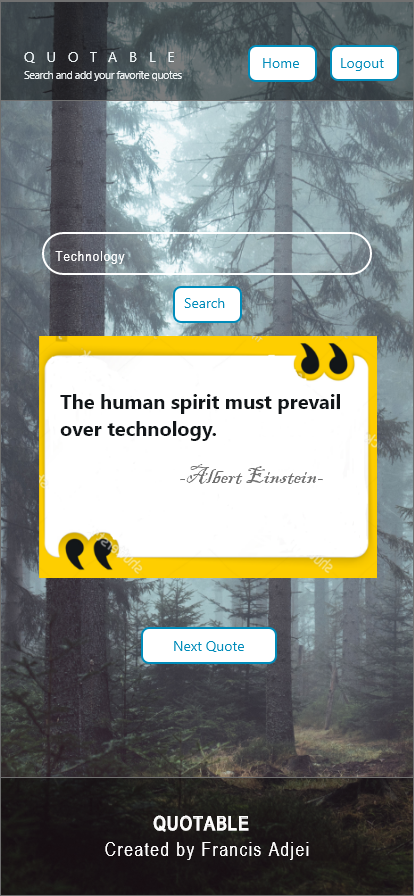 QUOTABLE
Search and add your favorite quotes
Home
Logout
Technology
Search
The human spirit must prevail
over technology.
-Albert Einstein-
Next Quote
QUOTABLE
Created by Francis Adjei